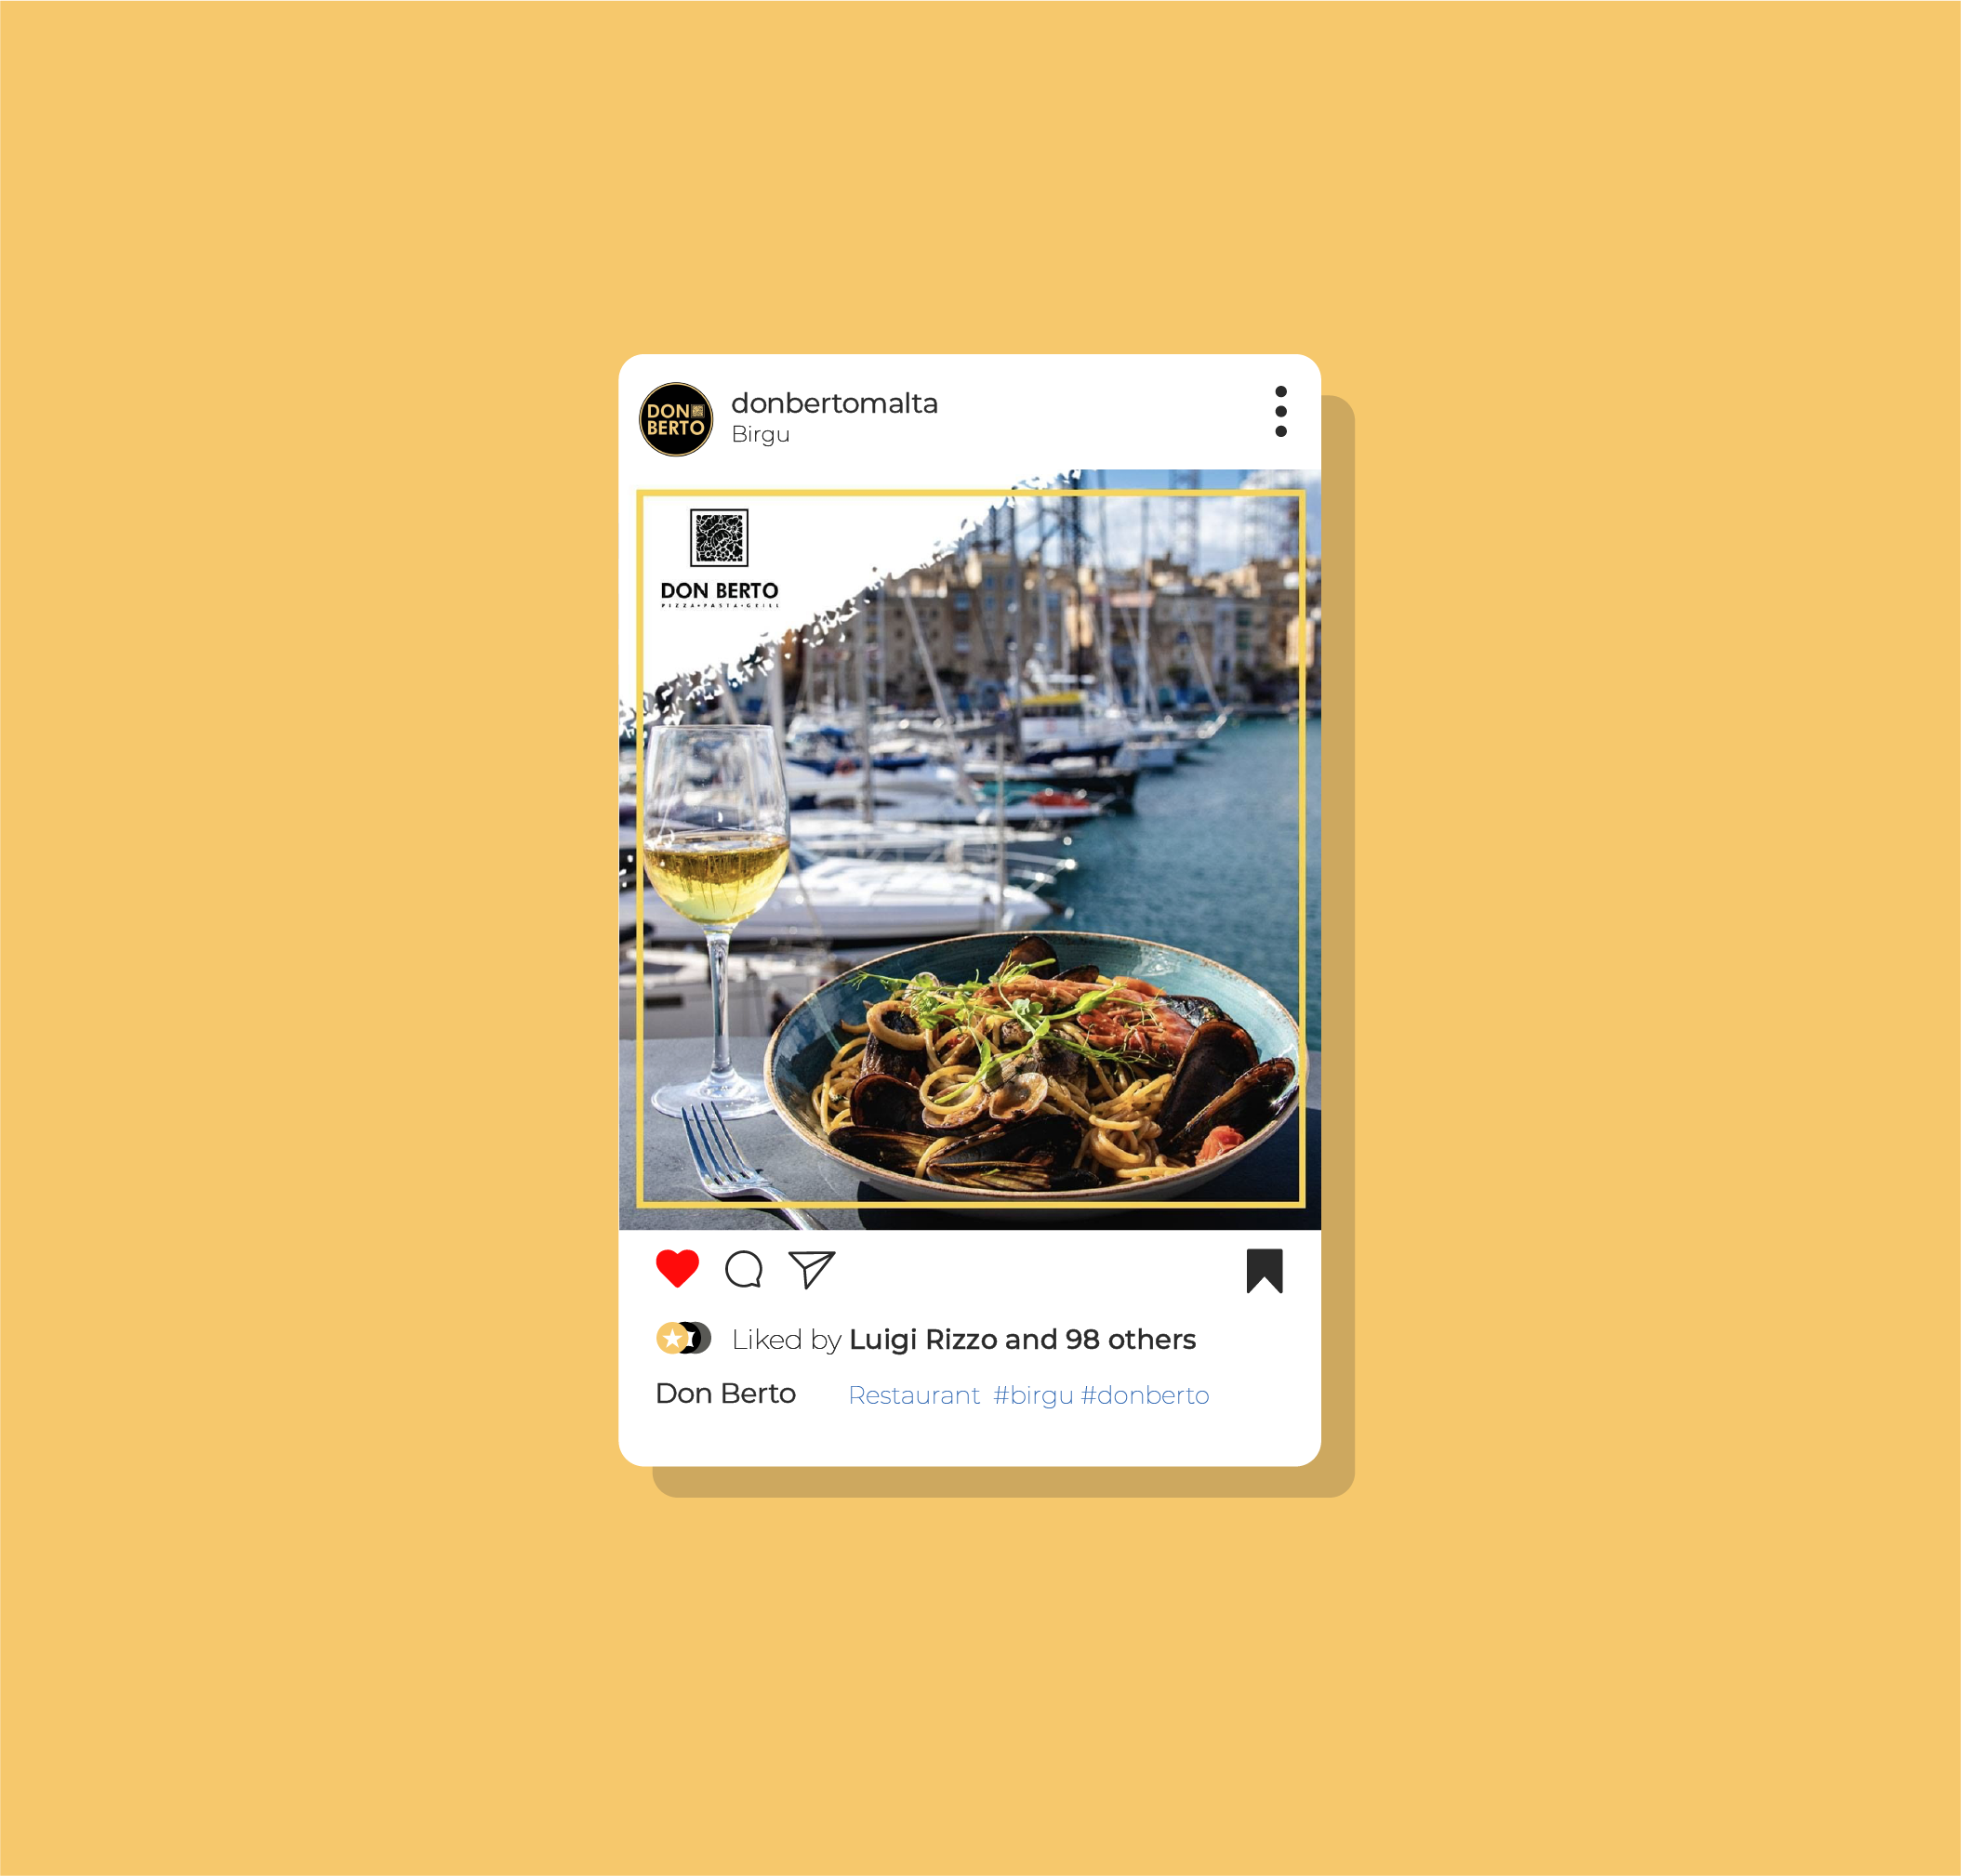 DON
BERTO
donbertomalta
Birgu
DON BERTO
PIZZA•PASTA•GRILL
Liked by Luigi Rizzo and 98 others
Don Berto Restaurant #birgu #donberto